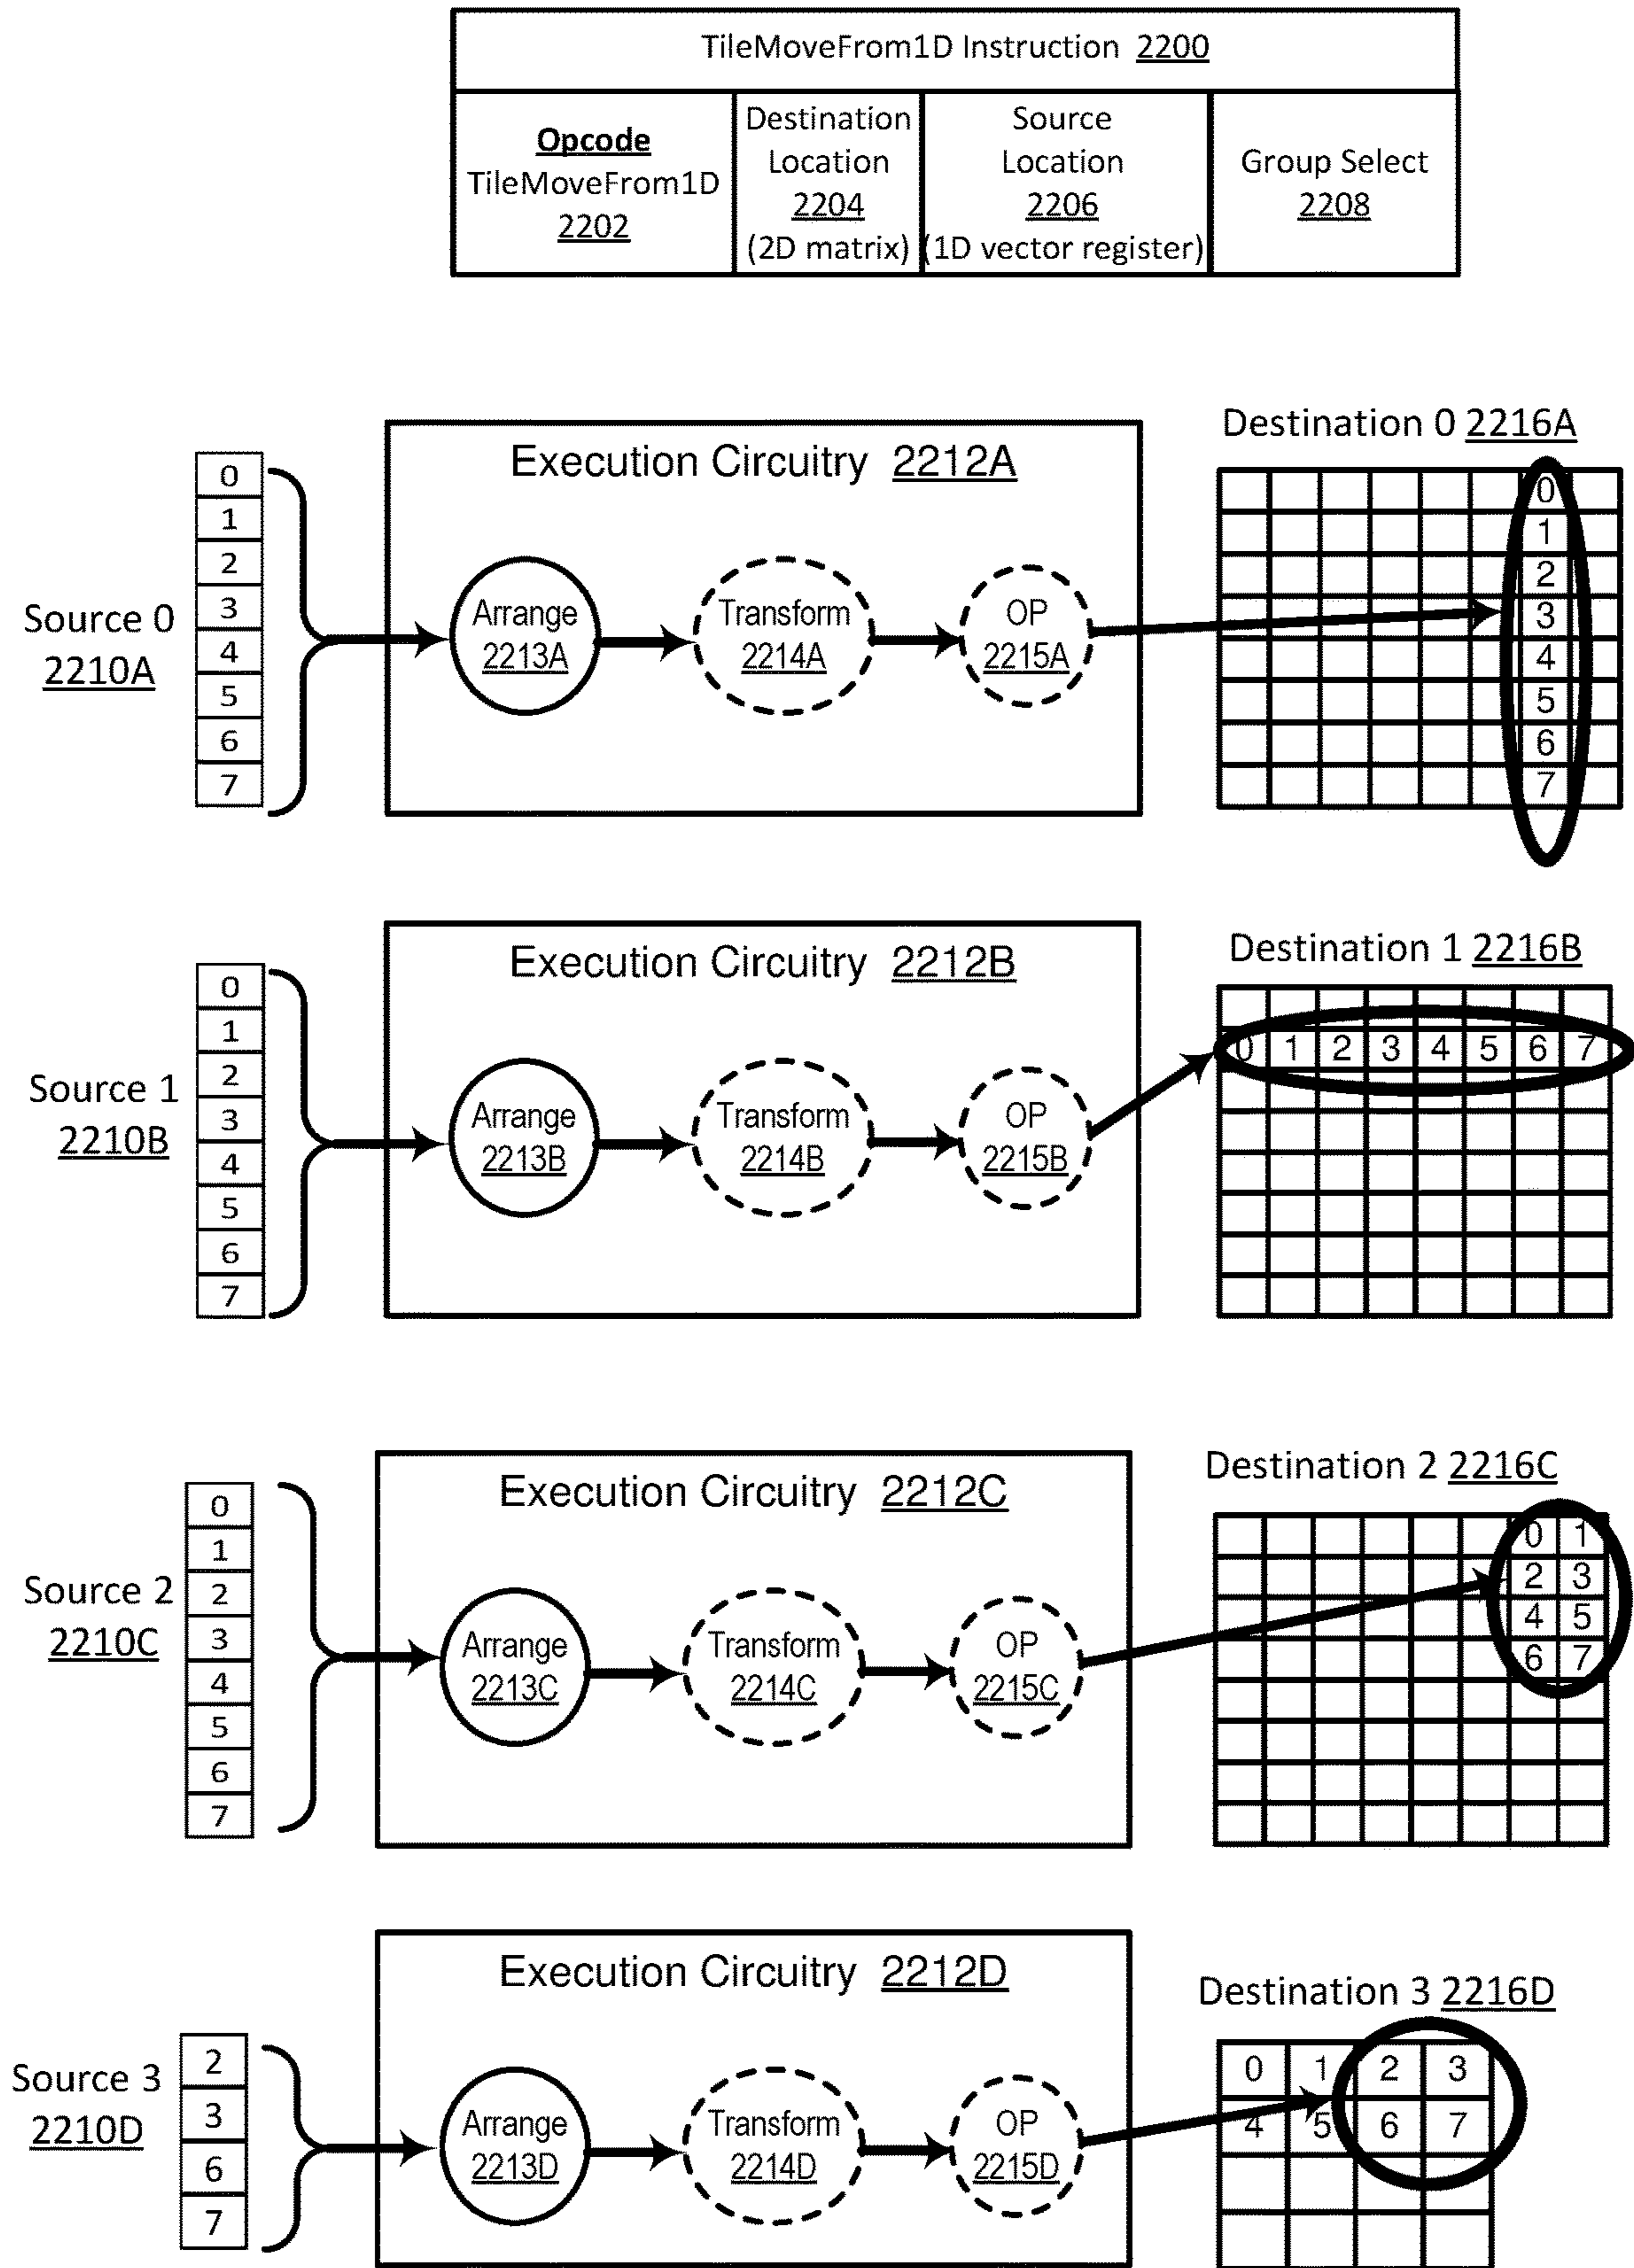 TileMoveFrom1D Instruction 2200
Opcode
TileMoveFrom1D
2202
Destination
Location
2204
(2D matrix)
Source
Location
2206
(1D vector register)
Group Select
2208
Source 0
2210A
0
1
2
3
4
5
6
7
Execution Circuitry 2212A
Arrange
2213A
Transform
2214A
OP
2215A
Destination 0 2216A
0
1
2
3
4
5
6
7
Source 1
2210B
0
1
2
3
4
5
6
7
Execution Circuitry 2212B
Arrange
2213B
Transform
2214B
OP
2215B
Destination 1 2216B
0 1 2 3 4 5 6 7
Source 2
2210C
0
1
2
3
4
5
6
7
Execution Circuitry 2212C
Arrange
2213C
Transform
2214C
OP
2215C
Destination 2 2216C
0 1
2 3
4 5
6 7
Source 3
2210D
2
3
6
7
Execution Circuitry 2212D
Arrange
2213D
Transform
2214D
OP
2215D
Destination 3 2216D
0 1 2 3
4 5 6 7